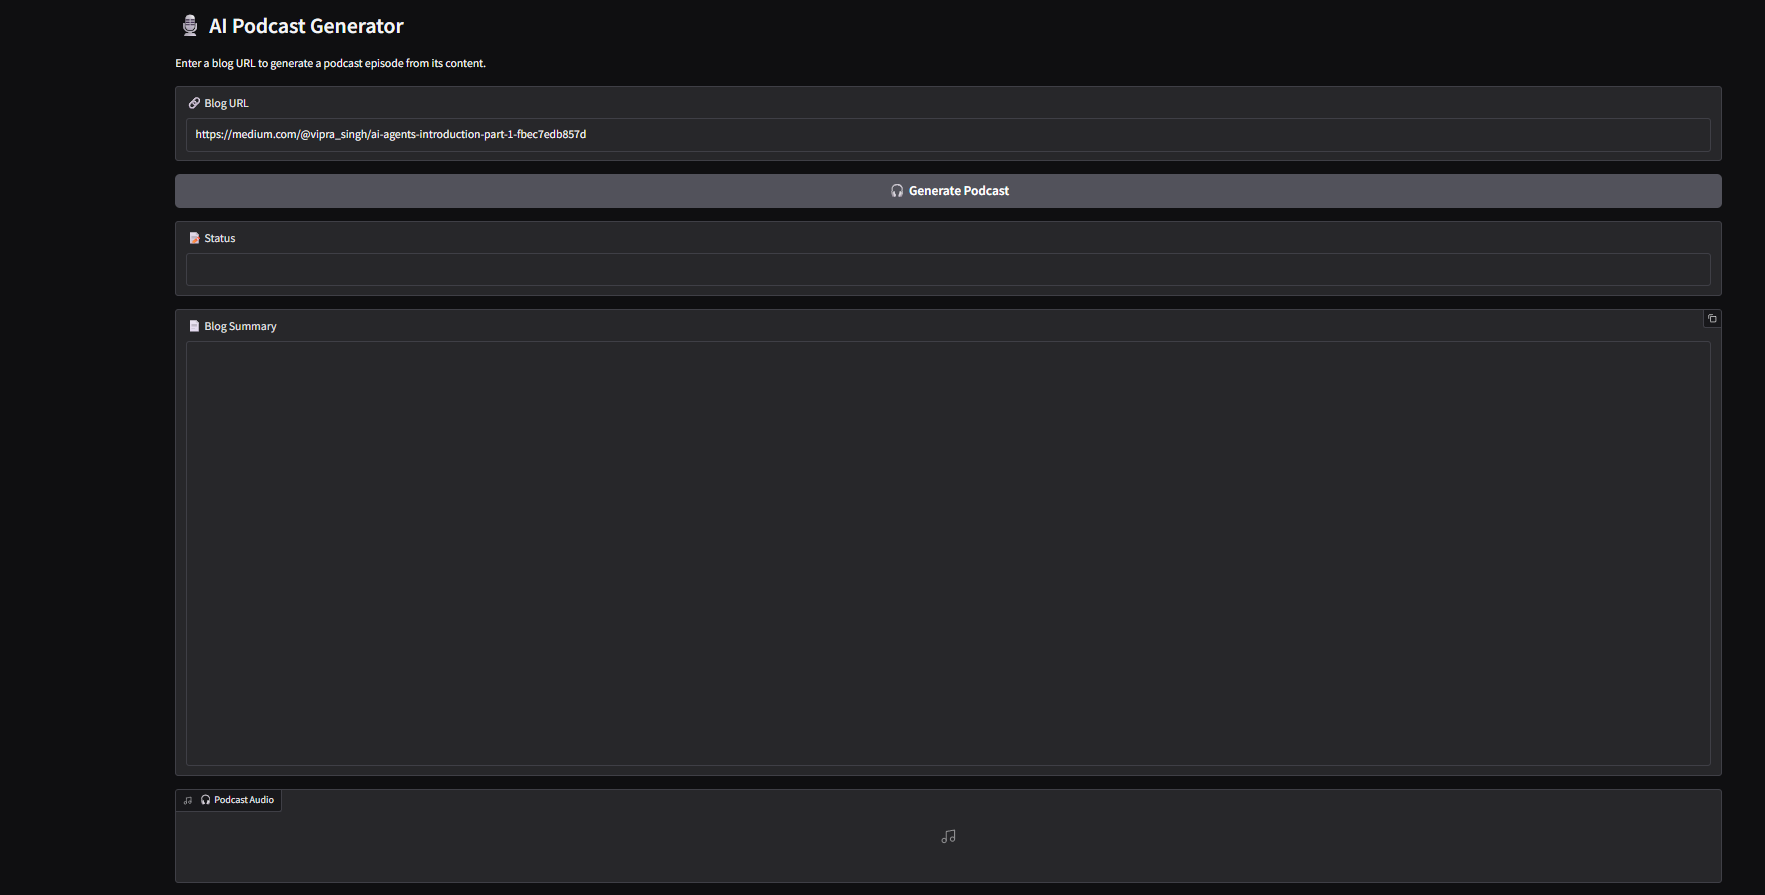 AI Podcast Generator
Enter a blog URL to generate a podcast episode from its content.
Blog URL
https://medium.com/@vipra_singh/ai-agents-introduction-part-1-fbec7edb857d
Generate Podcast
Status
Blog Summary
Podcast Audio